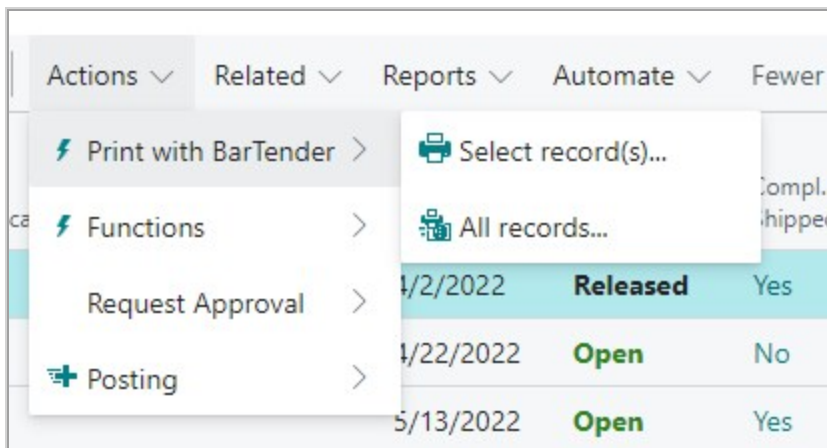 Actions Related Reports Automate Fewer
Print with BarTender Select record(s)...
Compl.
Shipped
Functions All records...
4/2/2022 Released Yes
Request Approval
4/22/2022 Open No
Posting
5/13/2022 Open Yes